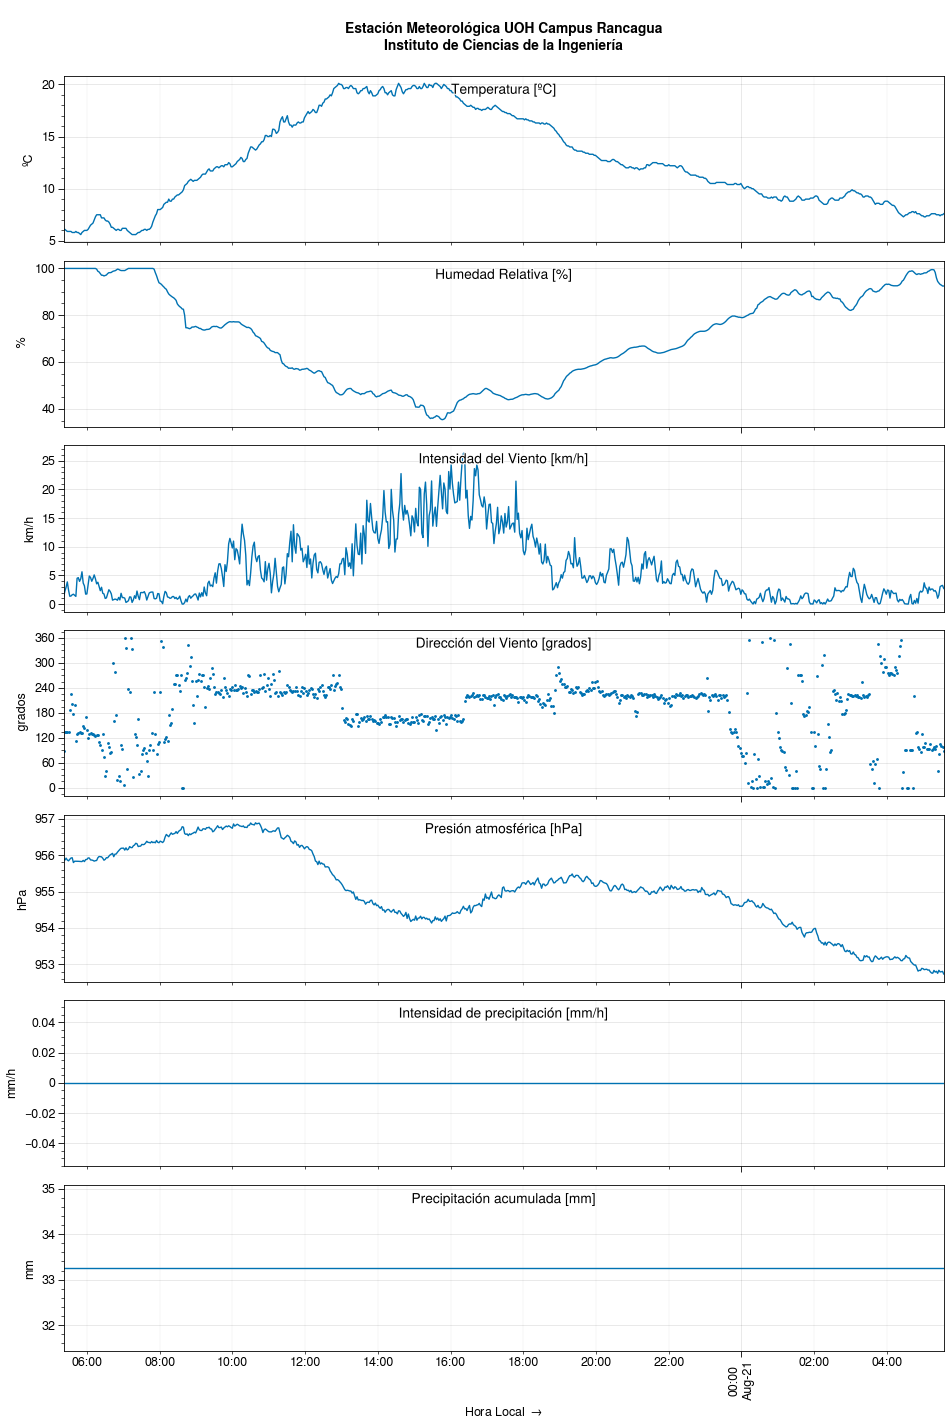 Estación Meteorológica UOH Campus Rancagua
Instituto de Ciencias de la Ingeniería
Temperatura [ºC]
ºC
20
15
10
5
Humedad Relativa [%]
%
100
80
60
40
Intensidad del Viento [km/h]
km/h
25
20
15
10
5
0
Dirección del Viento [grados]
grados
360
300
240
180
120
60
0
Presión atmosférica [hPa]
hPa
957
956
955
954
953
Intensidad de precipitación [mm/h]
mm/h
0.04
0.02
0
−0.02
−0.04
Precipitación acumulada [mm]
mm
35
34
33
32
06:00 08:00 10:00 12:00 14:00 16:00 18:00 20:00 22:00 00:00 02:00 04:00
Aug-21
Hora Local →